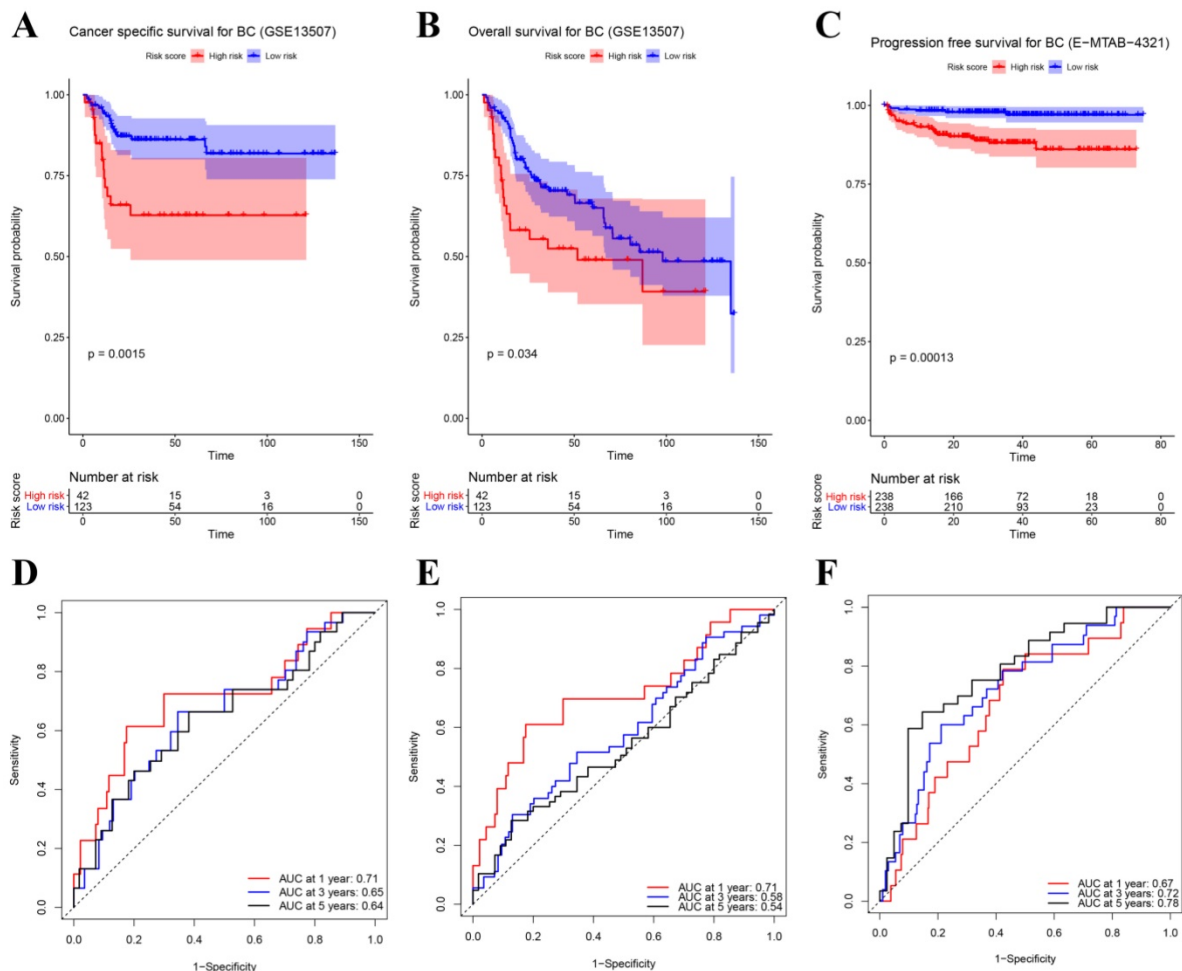 A
Cancer specific survival for BC (GSE13507)
Risk score High risk Low risk
Survival probability
1.00
0.75
0.50
0.25
0.00
p = 0.0015
0 50 100 150
Time
Number at risk
Risk score
High risk 42 15 3 0
Low risk 123 54 16 0
0 50 100 150
Time
B
Overall survival for BC (GSE13507)
Risk score High risk Low risk
Survival probability
1.00
0.75
0.50
0.25
0.00
p = 0.034
0 50 100 150
Time
Number at risk
Risk score
High risk 42 15 3 0
Low risk 123 54 16 0
0 50 100 150
Time
C
Progression free survival for BC (E-MTAB-4321)
Risk score High risk Low risk
Survival probability
1.00
0.75
0.50
0.25
0.00
p = 0.00013
0 20 40 60 80
Time
Number at risk
Risk score
High risk 238 166 72 18 0
Low risk 238 210 93 23 0
0 20 40 60 80
Time
D
Sensitivity
1.0
0.8
0.6
0.4
0.2
0.0
AUC at 1 year: 0.71
AUC at 3 years: 0.65
AUC at 5 years: 0.64
0.0 0.2 0.4 0.6 0.8 1.0
1-Specificity
E
Sensitivity
1.0
0.8
0.6
0.4
0.2
0.0
AUC at 1 year: 0.71
AUC at 3 years: 0.58
AUC at 5 years: 0.54
0.0 0.2 0.4 0.6 0.8 1.0
1-Specificity
F
Sensitivity
1.0
0.8
0.6
0.4
0.2
0.0
AUC at 1 year: 0.67
AUC at 3 years: 0.72
AUC at 5 years: 0.78
0.0 0.2 0.4 0.6 0.8 1.0
1-Specificity